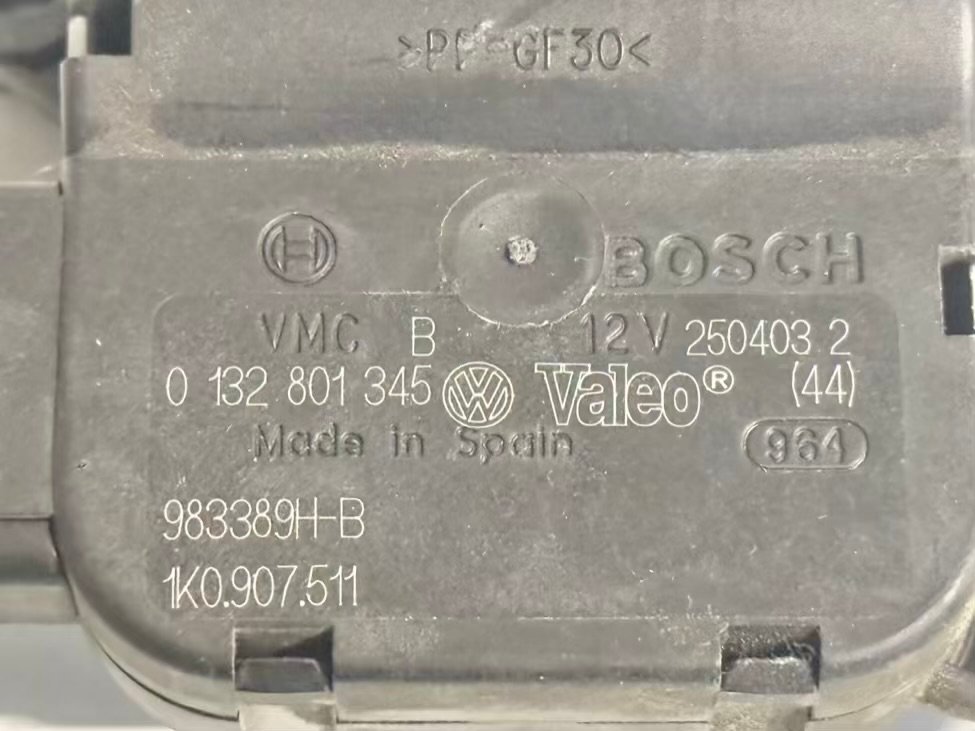 >PP-GF30<
BOSCH
VMC B 12V 250403 2
0 132 801 345 Valeo® (44)
Made in Spain 964
983389H-B
1K0.907.511